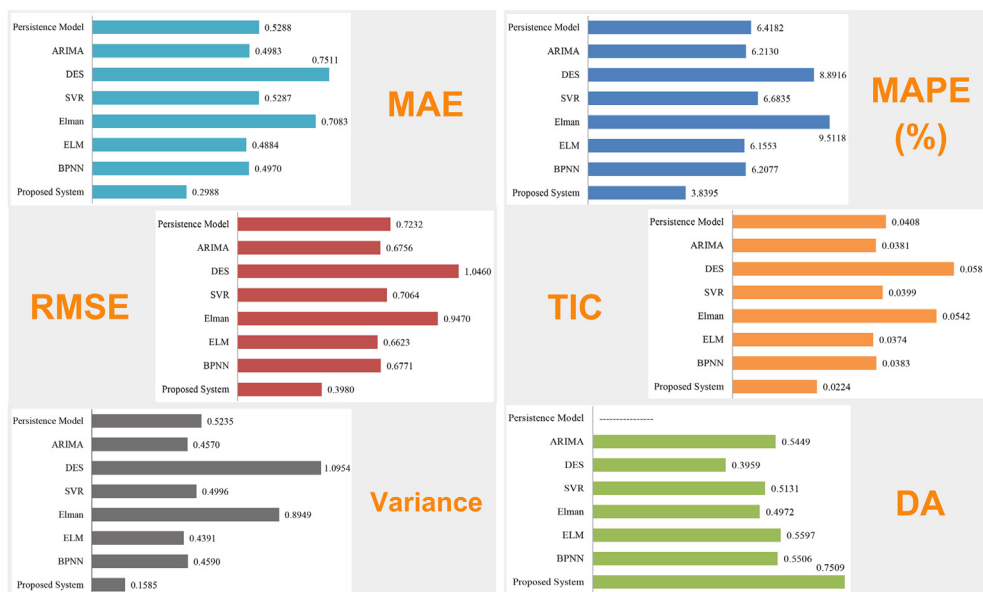 Persistence Model 0.5288
ARIMA 0.4983
0.7511
DES
SVR 0.5287
Elman 0.7083
ELM 0.4884
BPNN 0.4970
Proposed System 0.2988
MAE
Persistence Model 6.4182
ARIMA 6.2130
DES 8.8916
SVR 6.6835
Elman
9.5118
ELM 6.1553
BPNN 6.2077
Proposed System 3.8395
MAPE
(%)
RMSE
Persistence Model 0.7232
ARIMA 0.6756
DES 1.0460
SVR 0.7064
Elman 0.9470
ELM 0.6623
BPNN 0.6771
Proposed System 0.3980
TIC
Persistence Model 0.0408
ARIMA 0.0381
DES 0.058
SVR 0.0399
Elman 0.0542
ELM 0.0374
BPNN 0.0383
Proposed System 0.0224
Persistence Model 0.5235
ARIMA 0.4570
DES 1.0954
SVR 0.4996
Elman 0.8949
ELM 0.4391
BPNN 0.4590
Proposed System 0.1585
Variance
Persistence Model ----------------
ARIMA 0.5449
DES 0.3959
SVR 0.5131
Elman 0.4972
ELM 0.5597
BPNN 0.5506
0.7509
Proposed System
DA